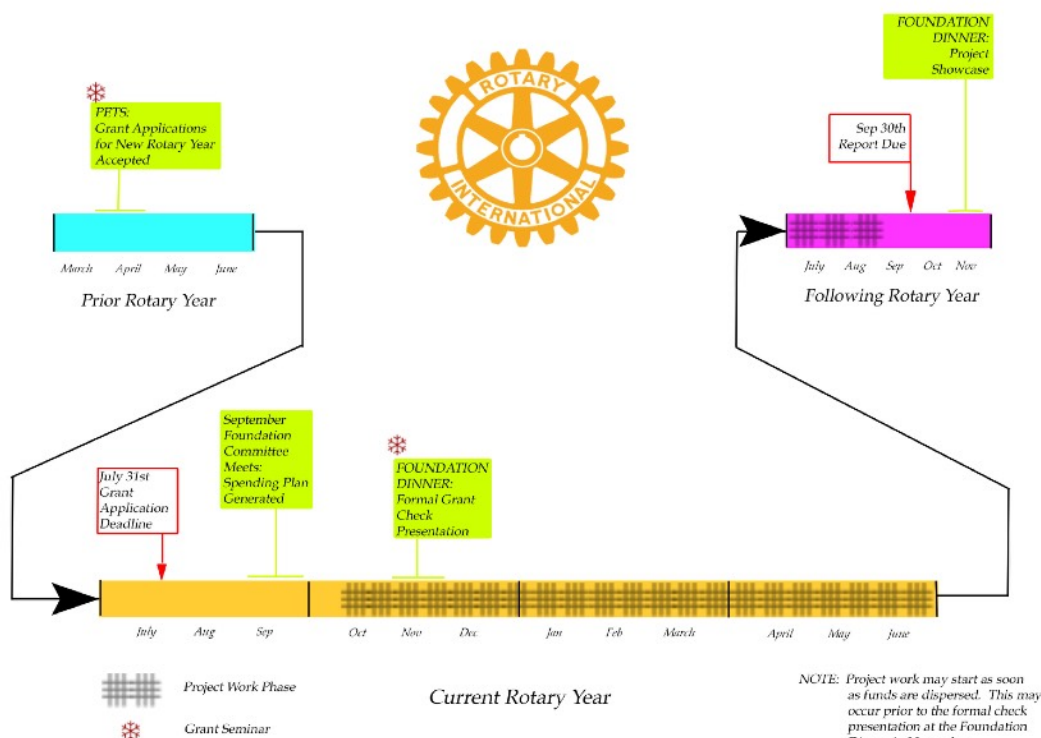 FOUNDATION
DINNER:
Project
Showcase
ROTARY
INTERNATIONAL
PETS:
Grant Applications
for New Rotary Year
Accepted
Sep 30th
Report Due
March April May June
Prior Rotary Year
July Aug Sep Oct Nov
Following Rotary Year
September
Foundation
Committee
Meets:
Spending Plan
Generated
FOUNDATION
DINNER:
Formal Grant
Check
Presentation
July 31st
Grant
Application
Deadline
July Aug Sep Oct Nov Dec Jan Feb March April May June
Project Work Phase
Grant Seminar
Current Rotary Year
NOTE: Project work may start as soon
as funds are dispersed. This may
occur prior to the formal check
presentation at the Foundation